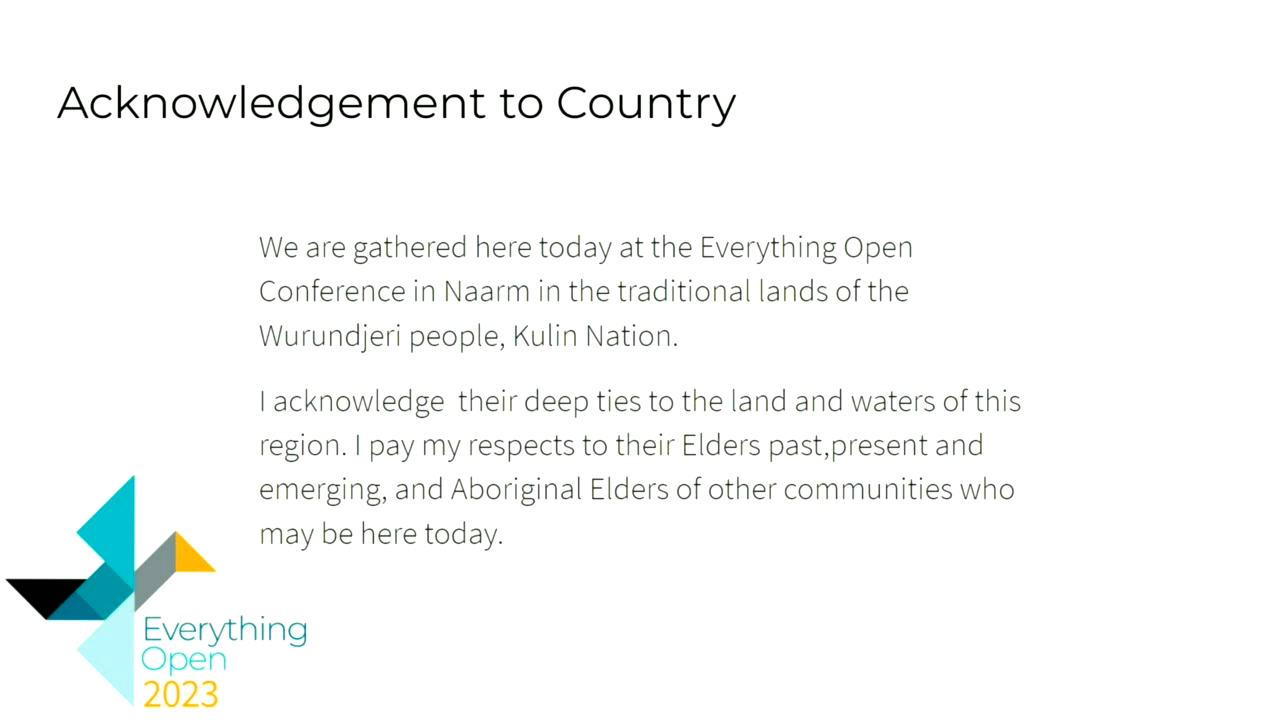 Acknowledgement to Country
We are gathered here today at the Everything Open
Conference in Naarm in the traditional lands of the
Wurundjeri people, Kulin Nation.
I acknowledge  their deep ties to the land and waters of this
region. I pay my respects to their Elders past,present and
emerging, and Aboriginal Elders of other communities who
may be here today.
Everything
Open
2023